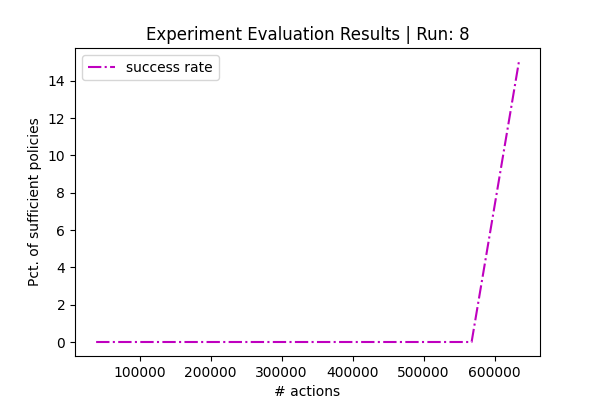 Experiment Evaluation Results | Run: 8
success rate
Pct. of sufficient policies
14
12
10
8
6
4
2
0
100000 200000 300000 400000 500000 600000
# actions